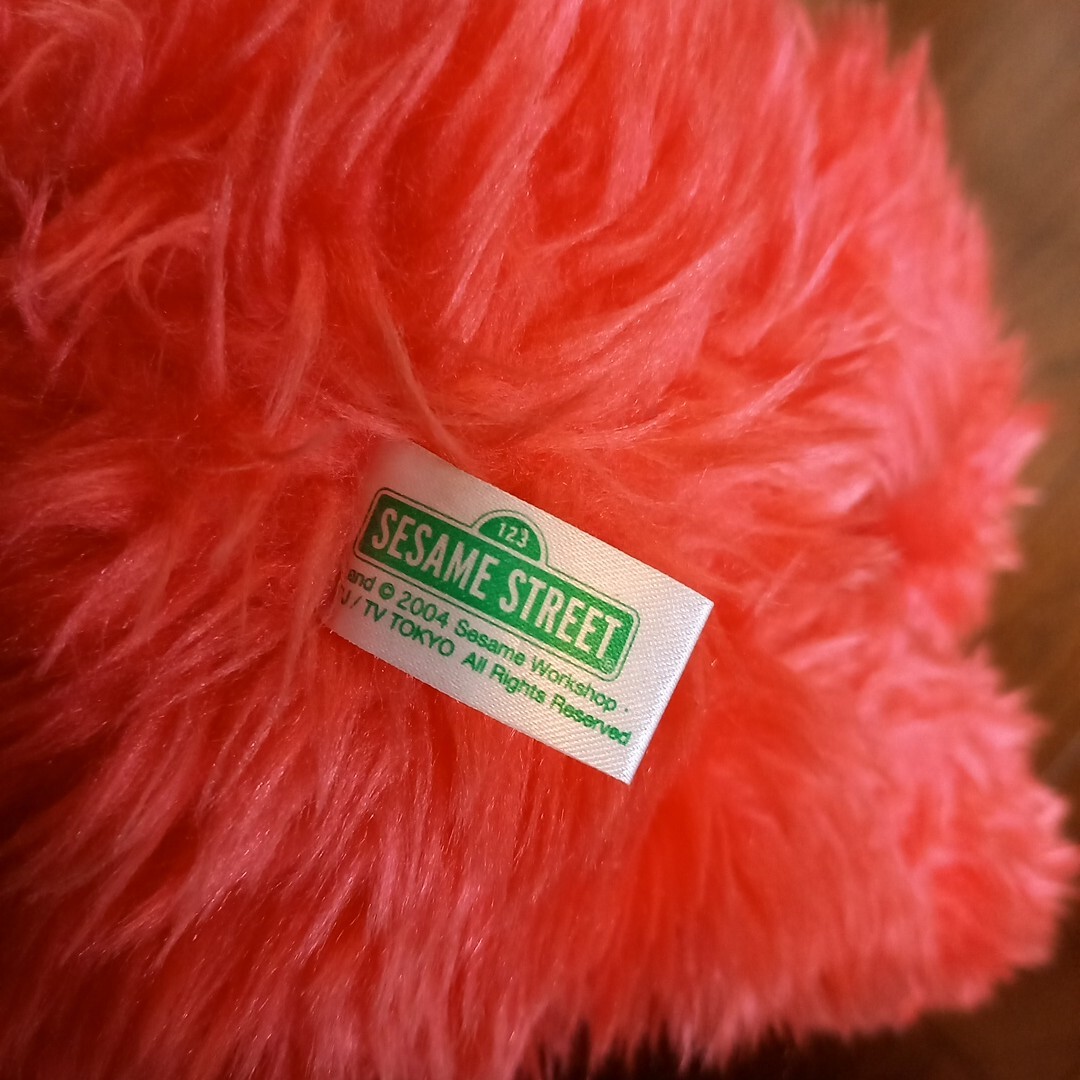 123
SESAME STREET
and © 2004 Sesame Workshop.
/ TV TOKYO All Rights Reserved